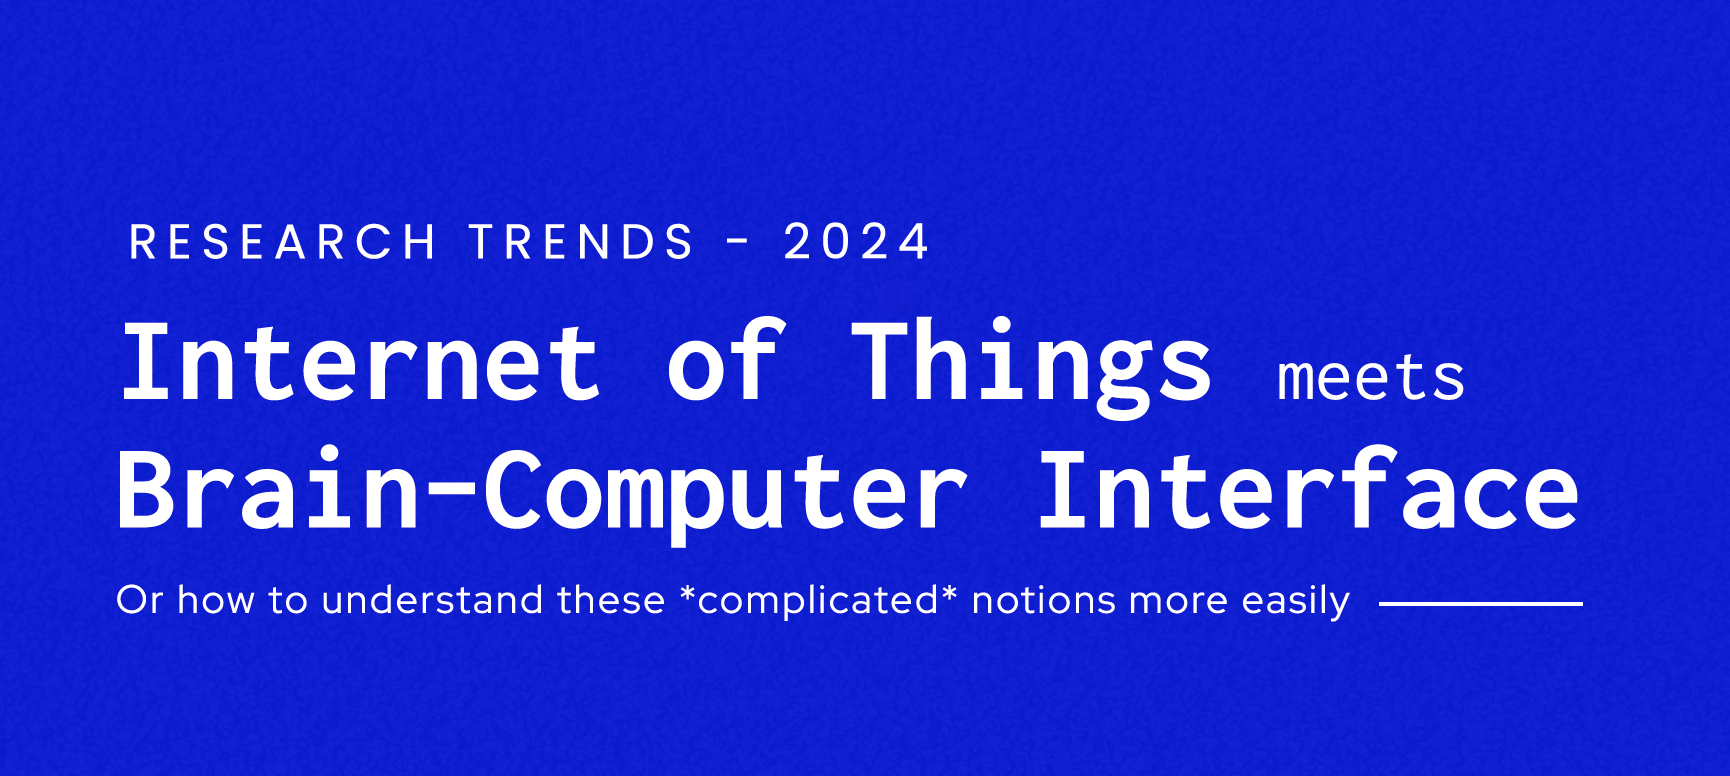 RESEARCH TRENDS - 2024
Internet of Things meets
Brain-Computer Interface
Or how to understand these *complicated* notions more easily